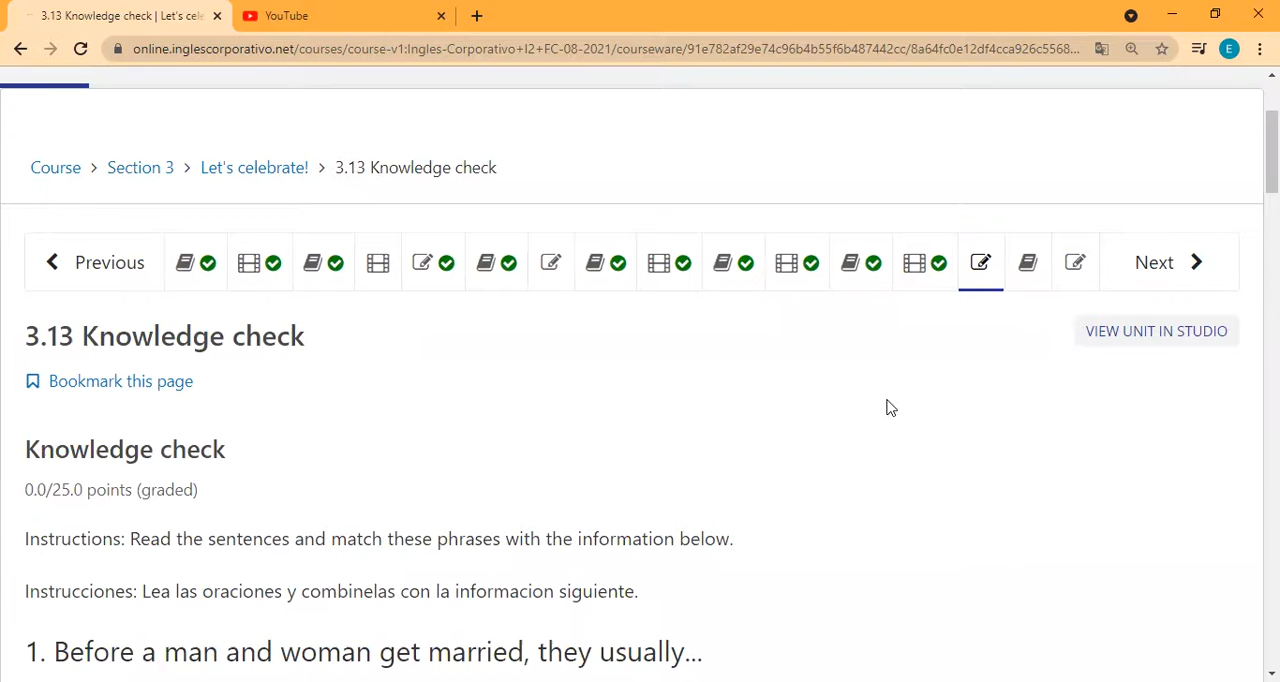 3.13 Knowledge check | Let's cele
YouTube
online.inglescorporativo.net/courses/course-v1:Ingles-Corporativo+I2+FC-08-2021/courseware/91e782af29e74c96b4b55f6b487442cc/8a64fc0e12df4cca926c5568...
E
Course > Section 3 > Let's celebrate! > 3.13 Knowledge check
Previous
Next
3.13 Knowledge check
VIEW UNIT IN STUDIO
Bookmark this page
Knowledge check
0.0/25.0 points (graded)
Instructions: Read the sentences and match these phrases with the information below.
Instrucciones: Lea las oraciones y combinelas con la informacion siguiente.
1. Before a man and woman get married, they usually...